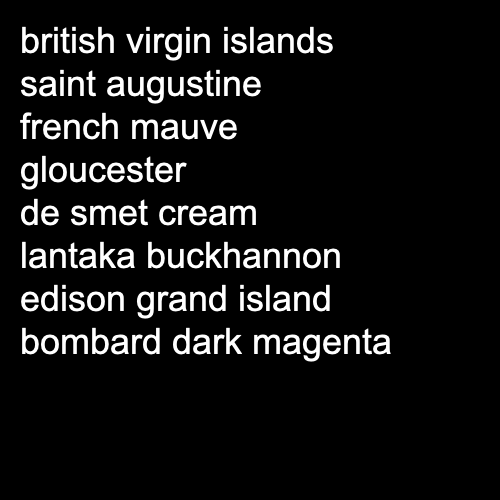 british virgin islands
saint augustine
french mauve
gloucester
de smet cream
lantaka buckhannon
edison grand island
bombard dark magenta